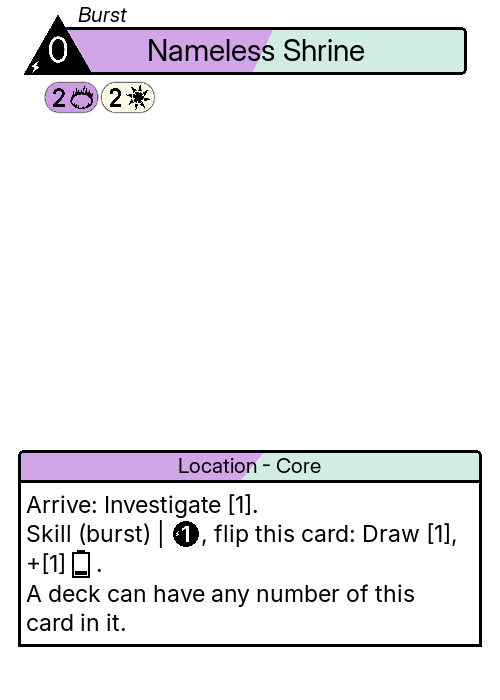 Burst
0 Nameless Shrine
2 2
Location - Core
Arrive: Investigate [1].
Skill (burst) | 1, flip this card: Draw [1],
+[1] .
A deck can have any number of this
card in it.